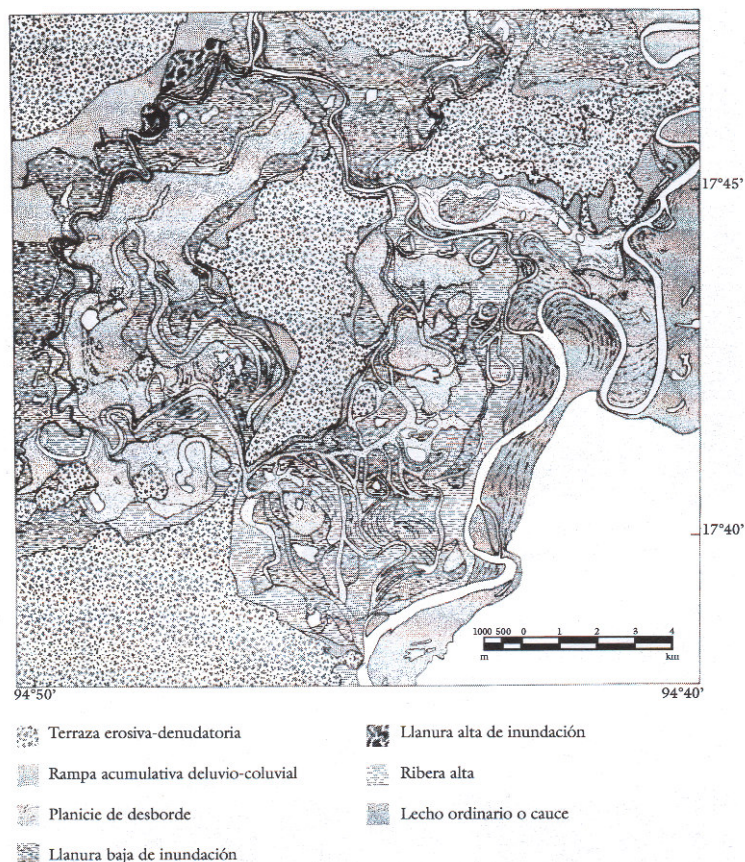 17°45'
17°40'
1000 500 0 1 2 3 4
m km
94°50' 94°40'
Terraza erosiva-denudatoria
Rampa acumulativa deluvio-coluvial
Planicie de desborde
Llanura baja de inundación
Llanura alta de inundación
Ribera alta
Lecho ordinario o cauce